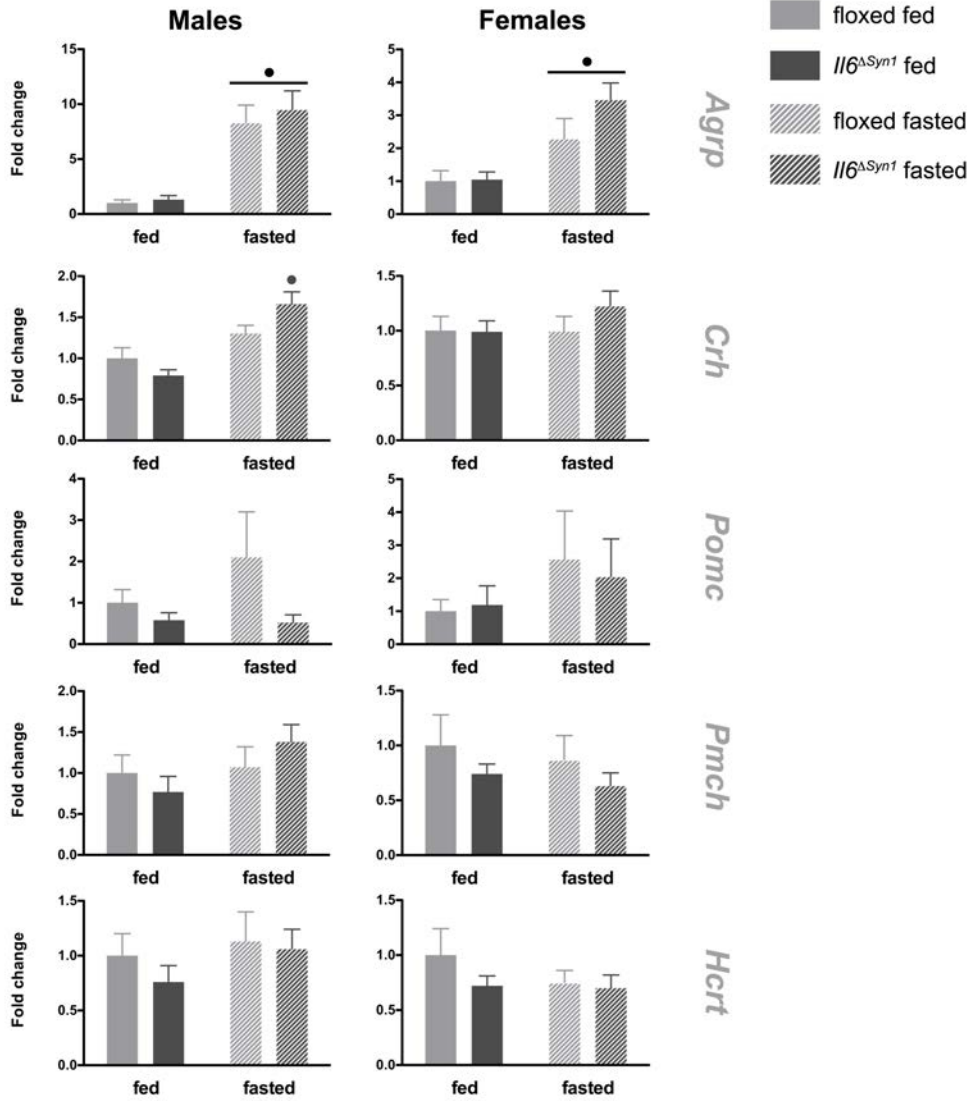 Males
Females
floxed fed
Il6ΔSyn1 fed
floxed fasted
Il6ΔSyn1 fasted
Fold change
15
10
5
0
fed
fasted
5
4
3
2
1
0
fed
fasted
Agrp
Fold change
2.0
1.5
1.0
0.5
0.0
fed
fasted
1.5
1.0
0.5
0.0
fed
fasted
Crh
Fold change
4
3
2
1
0
fed
fasted
5
4
3
2
1
0
fed
fasted
Pomc
Fold change
2.0
1.5
1.0
0.5
0.0
fed
fasted
1.5
1.0
0.5
0.0
fed
fasted
Pmch
Fold change
1.5
1.0
0.5
0.0
fed
fasted
1.5
1.0
0.5
0.0
fed
fasted
Hcrt